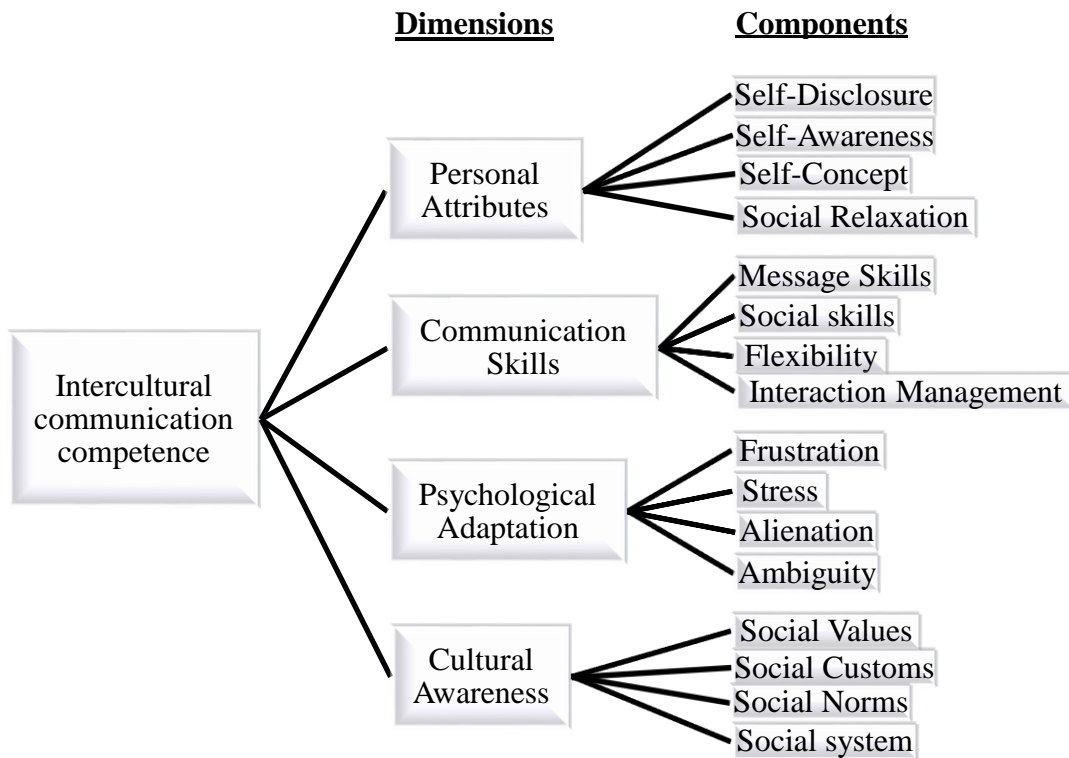 Dimensions
Components
Intercultural
communication
competence
Personal
Attributes
Self-Disclosure
Self-Awareness
Self-Concept
Social Relaxation
Communication
Skills
Message Skills
Social skills
Flexibility
Interaction Management
Psychological
Adaptation
Frustration
Stress
Alienation
Ambiguity
Cultural
Awareness
Social Values
Social Customs
Social Norms
Social system